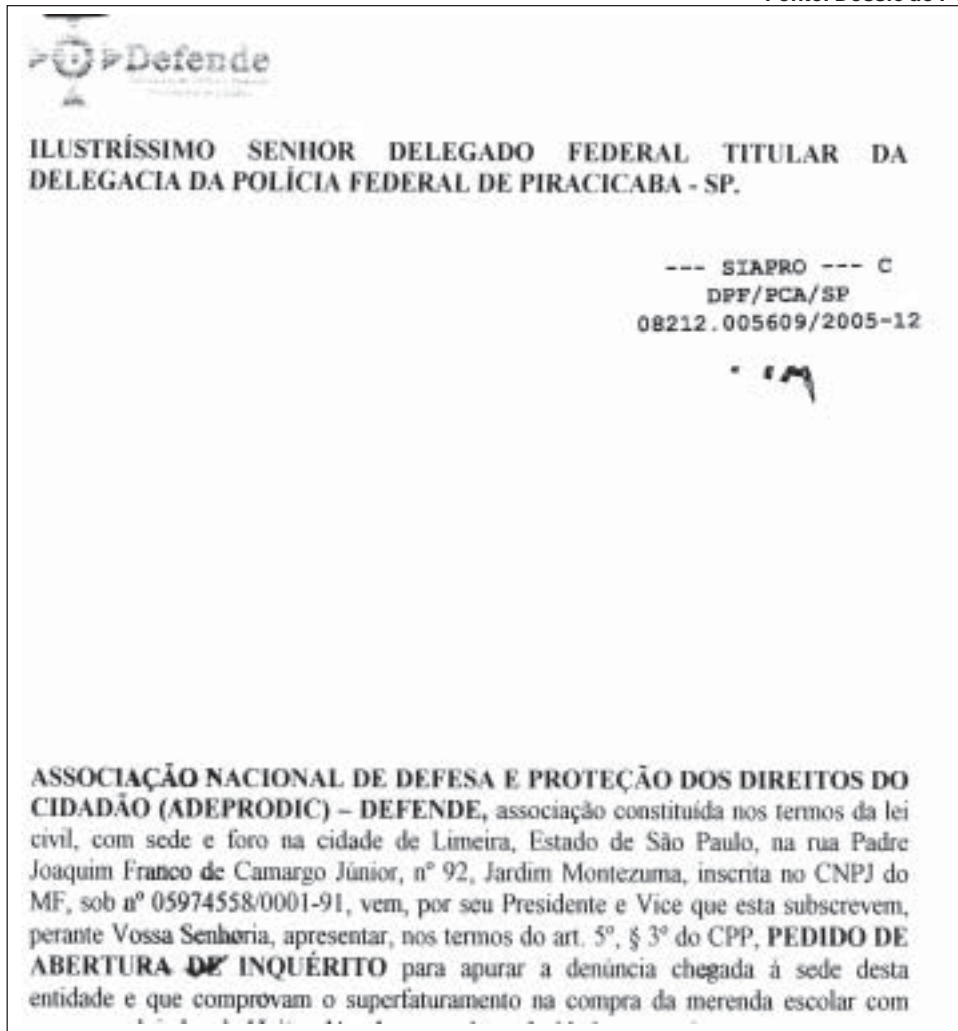 Defende
ILUSTRÍSSIMO SENHOR DELEGADO FEDERAL TITULAR DA
DELEGACIA DA POLÍCIA FEDERAL DE PIRACICABA - SP.
--- SIAPRO --- C
DPF/PCA/SP
08212.005609/2005-12
ASSOCIAÇÃO NACIONAL DE DEFESA E PROTEÇÃO DOS DIREITOS DO
CIDADÃO (ADEPRODIC) – DEFENDE, associação constituída nos termos da lei
civil, com sede e foro na cidade de Limeira, Estado de São Paulo, na rua Padre
Joaquim Franco de Camargo Júnior, nº 92, Jardim Montezuma, inscrita no CNPJ do
MF, sob nº 05974558/0001-91, vem, por seu Presidente e Vice que esta subscrevem,
perante Vossa Senhoria, apresentar, nos termos do art. 5º, § 3º do CPP, PEDIDO DE
ABERTURA DE INQUÉRITO para apurar a denúncia chegada à sede desta
entidade e que comprovam o superfaturamento na compra da merenda escolar com